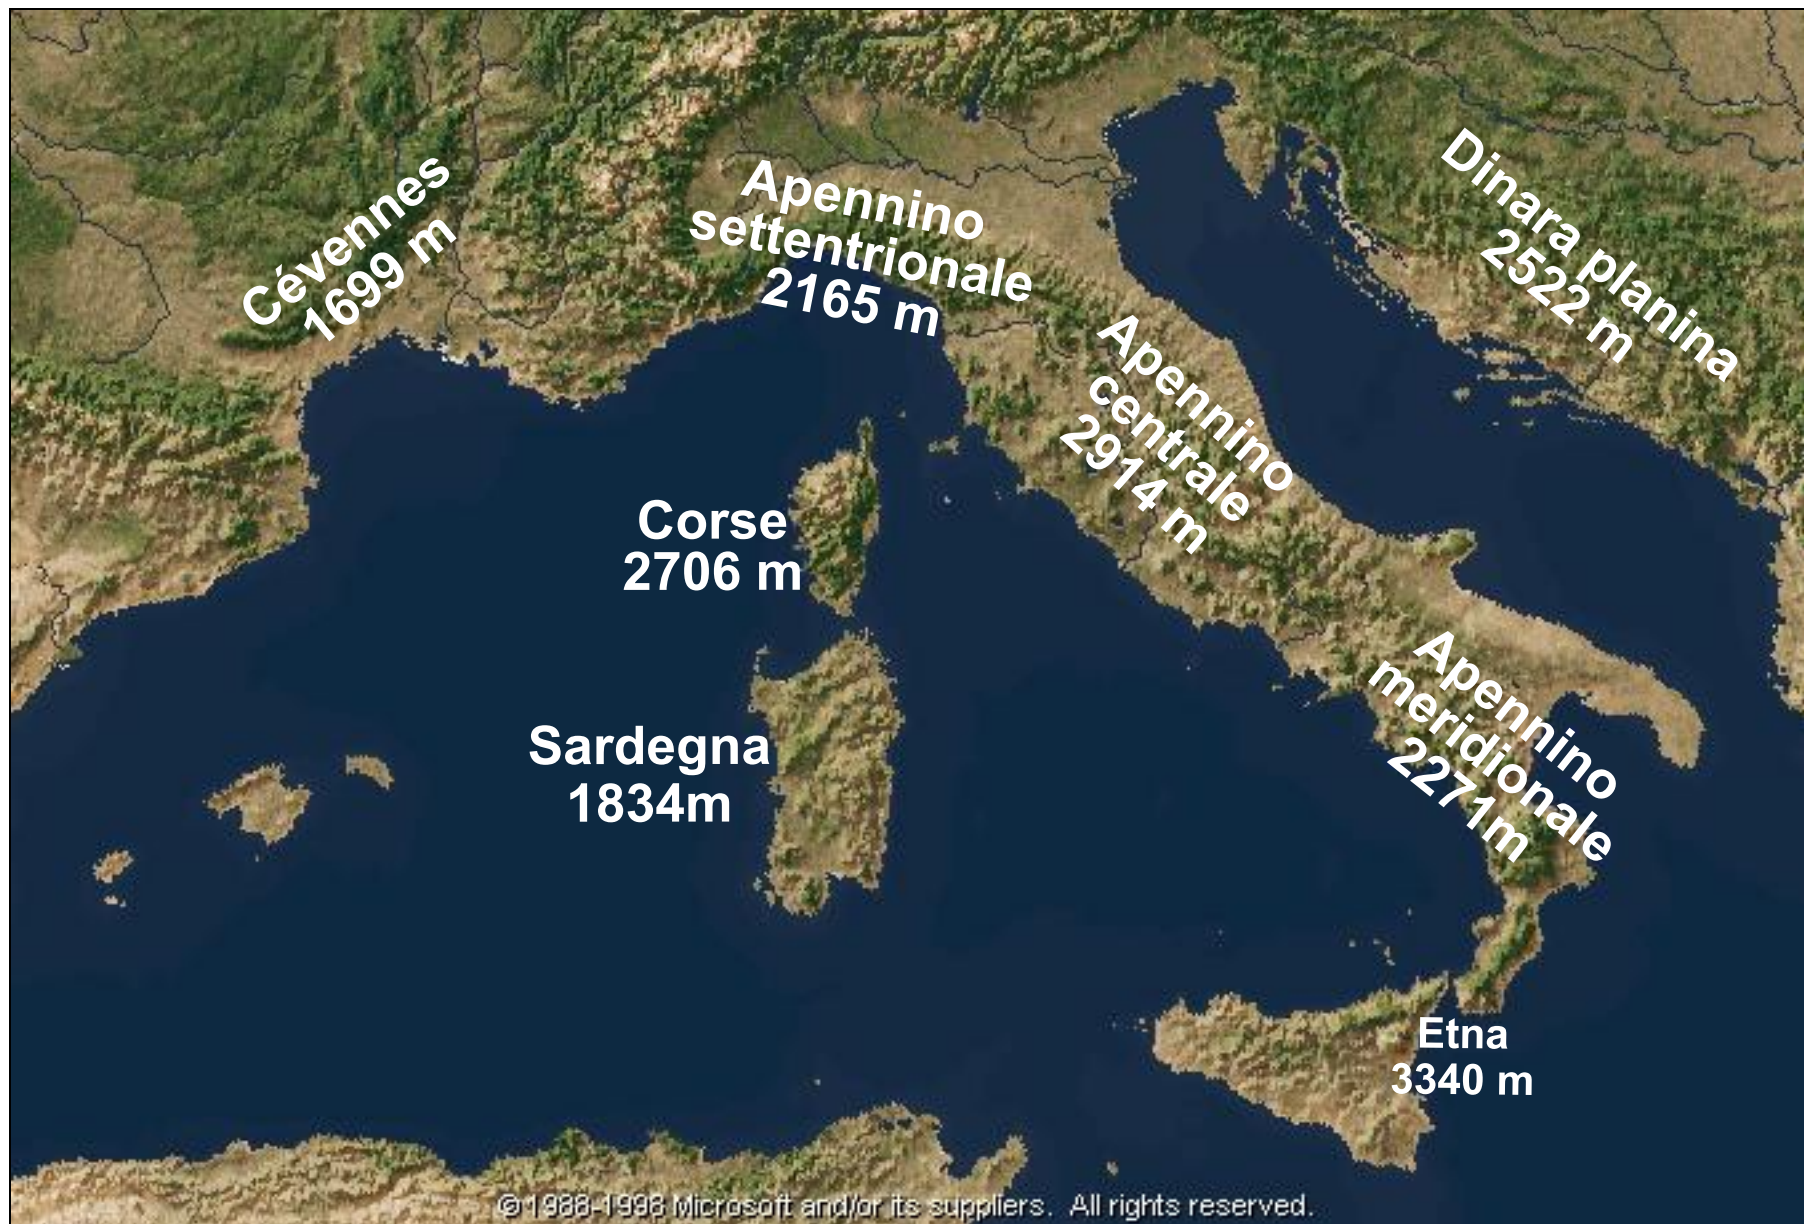 Cévennes
1699 m
Apennino
settentrionale
2165 m
Dinara planina
2522 m
Apennino
centrale
2914 m
Corse
2706 m
Sardegna
1834m
Apennino
meridionale
2271m
Etna
3340 m
©1988-1998 Microsoft and/or its suppliers. All rights reserved.